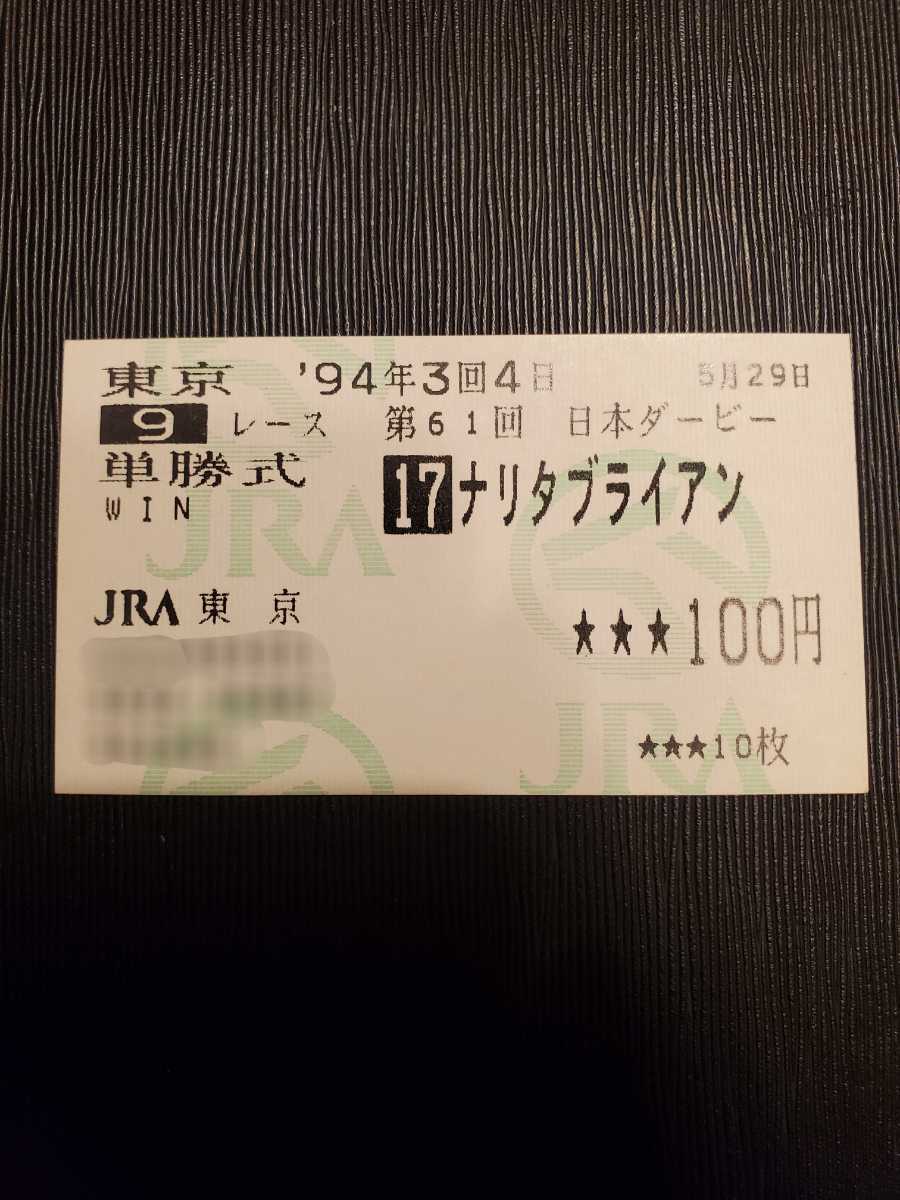 東京 '94年3回4日 5月29日
9 レース 第61回 日本ダービー
単勝式 17 ナリタブライアン
WIN
JRA
JRA 東京
★★★100円
JRA
★★★10枚